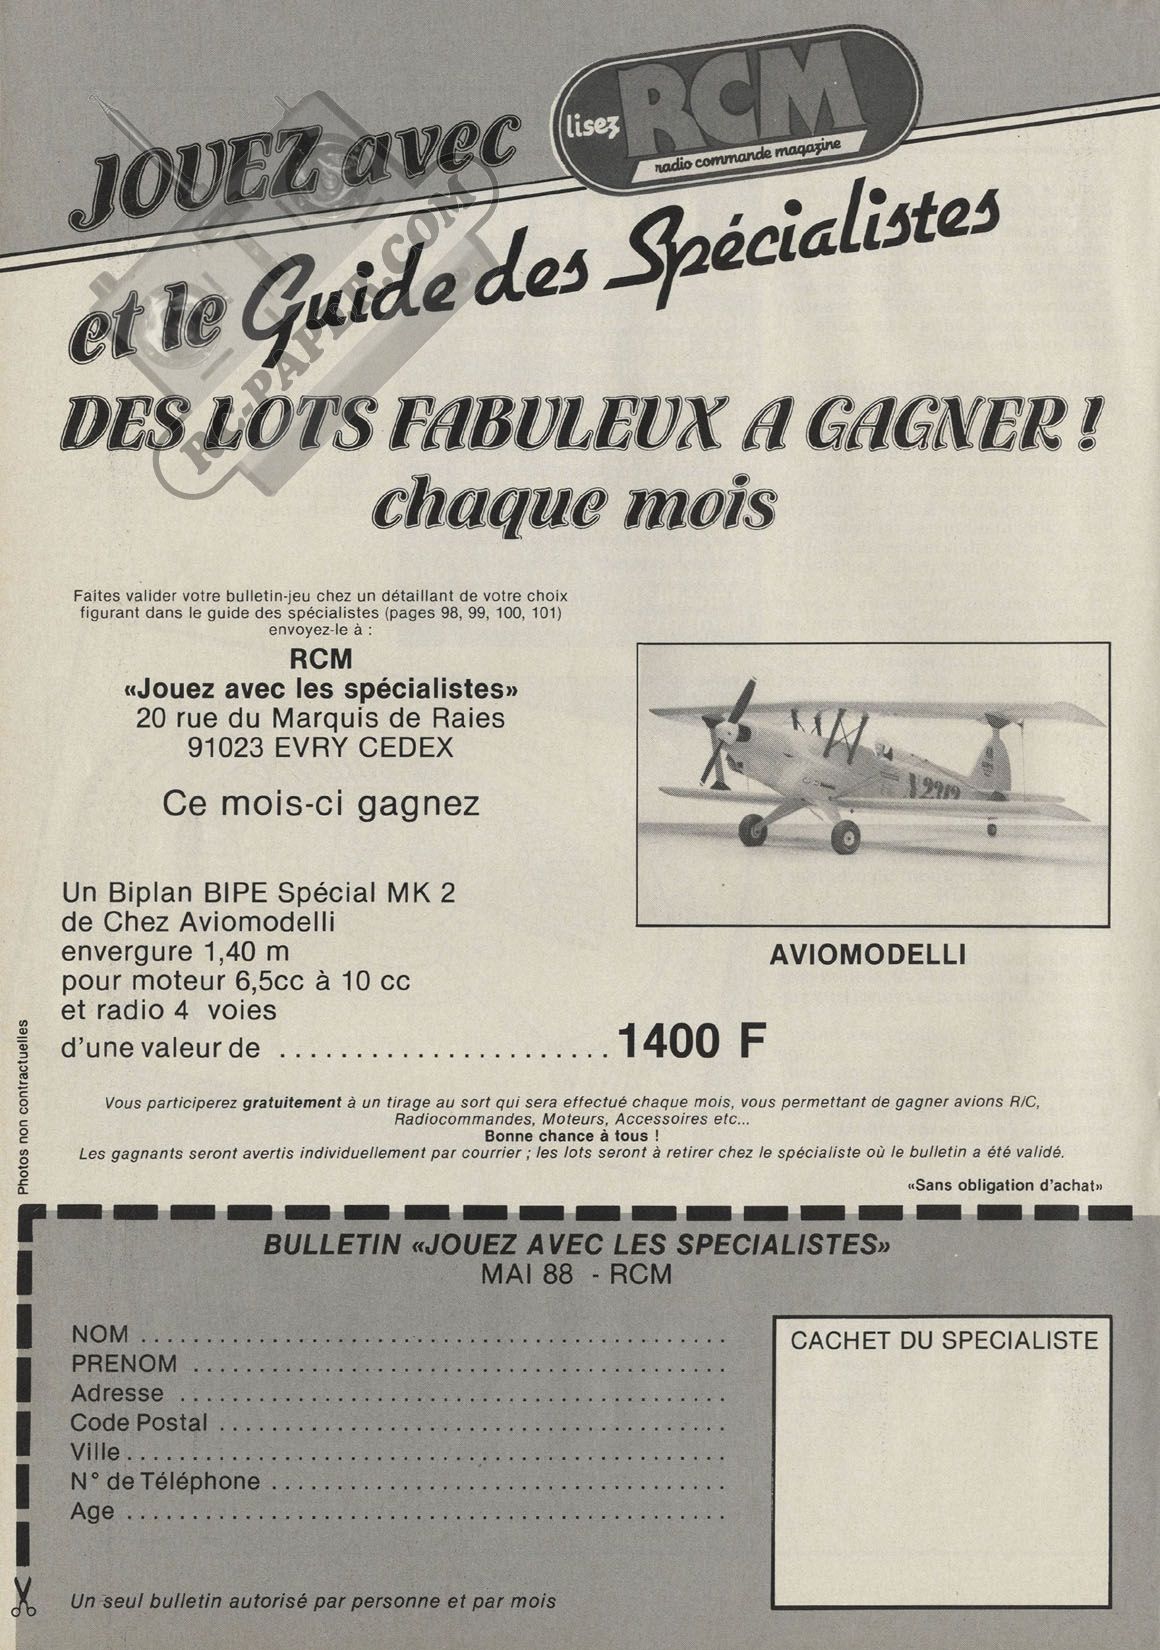 JOUEZ avec
lisez
RCM
radio commande magazine
et le Guide des Spécialistes
RC-PAPER.COM
DES LOTS FABULEUX A GAGNER !
chaque mois
Faites valider votre bulletin-jeu chez un détaillant de votre choix
figurant dans le guide des spécialistes (pages 98, 99, 100, 101)
envoyez-le à :
RCM
«Jouez avec les spécialistes»
20 rue du Marquis de Raies
91023 EVRY CEDEX
Ce mois-ci gagnez
Un Biplan BIPE Spécial MK 2
de Chez Aviomodelli
envergure 1,40 m
pour moteur 6,5cc à 10 cc
et radio 4 voies
d'une valeur de ...................... 1400 F
AVIOMODELLI
Photos non contractuelles
Vous participerez gratuitement à un tirage au sort qui sera effectué chaque mois, vous permettant de gagner avions R/C,
Radiocommandes, Moteurs, Accessoires etc...
Bonne chance à tous !
Les gagnants seront avertis individuellement par courrier ; les lots seront à retirer chez le spécialiste où le bulletin a été validé.
«Sans obligation d'achat»
BULLETIN «JOUEZ AVEC LES SPECIALISTES»
MAI 88 - RCM
NOM ..............................................
PRENOM ..........................................
Adresse ...........................................
Code Postal ........................................
Ville ...............................................
N° de Téléphone ...................................
Age ...............................................
CACHET DU SPECIALISTE
Un seul bulletin autorisé par personne et par mois